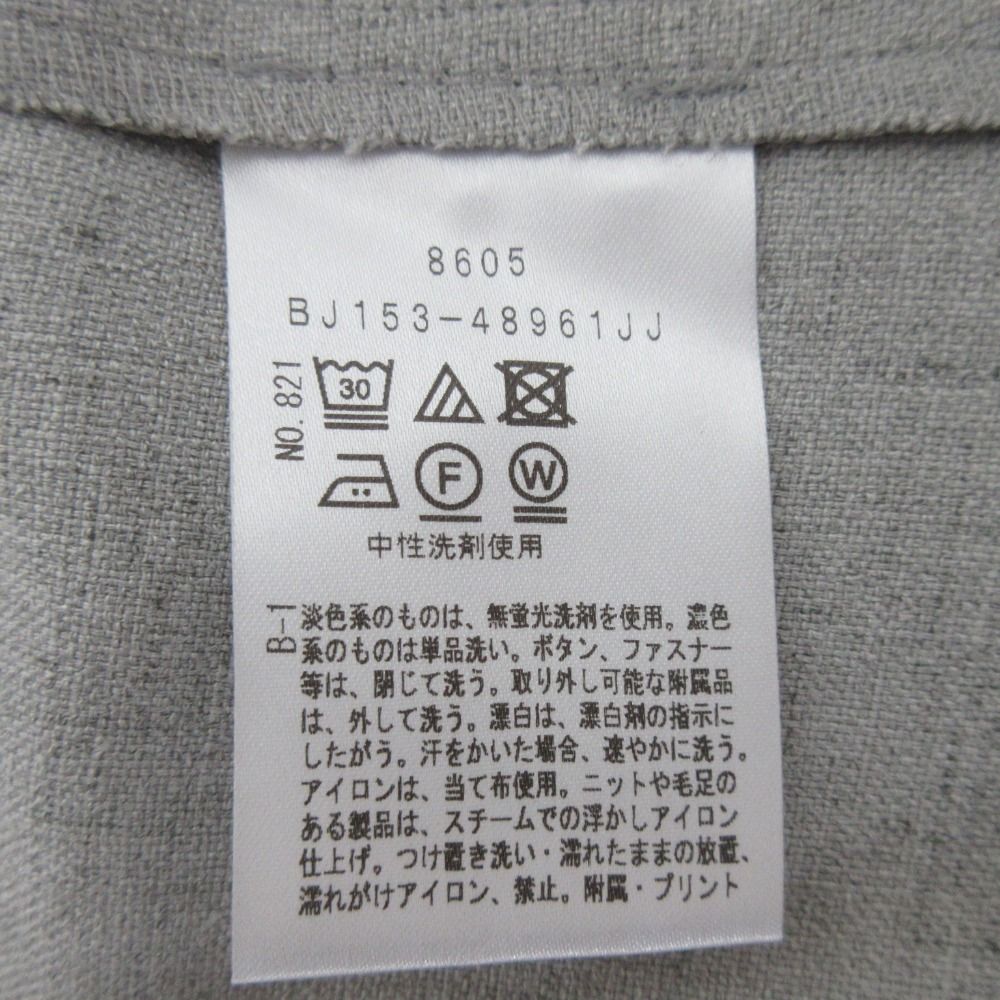 8605
BJ153-48961JJ
NO.821
30
F
W
中性洗剤使用
B-1
淡色系のものは、無蛍光洗剤を使用。濃色
系のものは単品洗い。ボタン、ファスナー
等は、閉じて洗う。取り外し可能な附属品
は、外して洗う。漂白は、漂白剤の指示に
したがう。汗をかいた場合、速やかに洗う。
アイロンは、当て布使用。ニットや毛足の
ある製品は、スチームでの浮かしアイロン
仕上げ。つけ置き洗い・濡れたままの放置、
濡れがけアイロン、禁止。附属・プリント